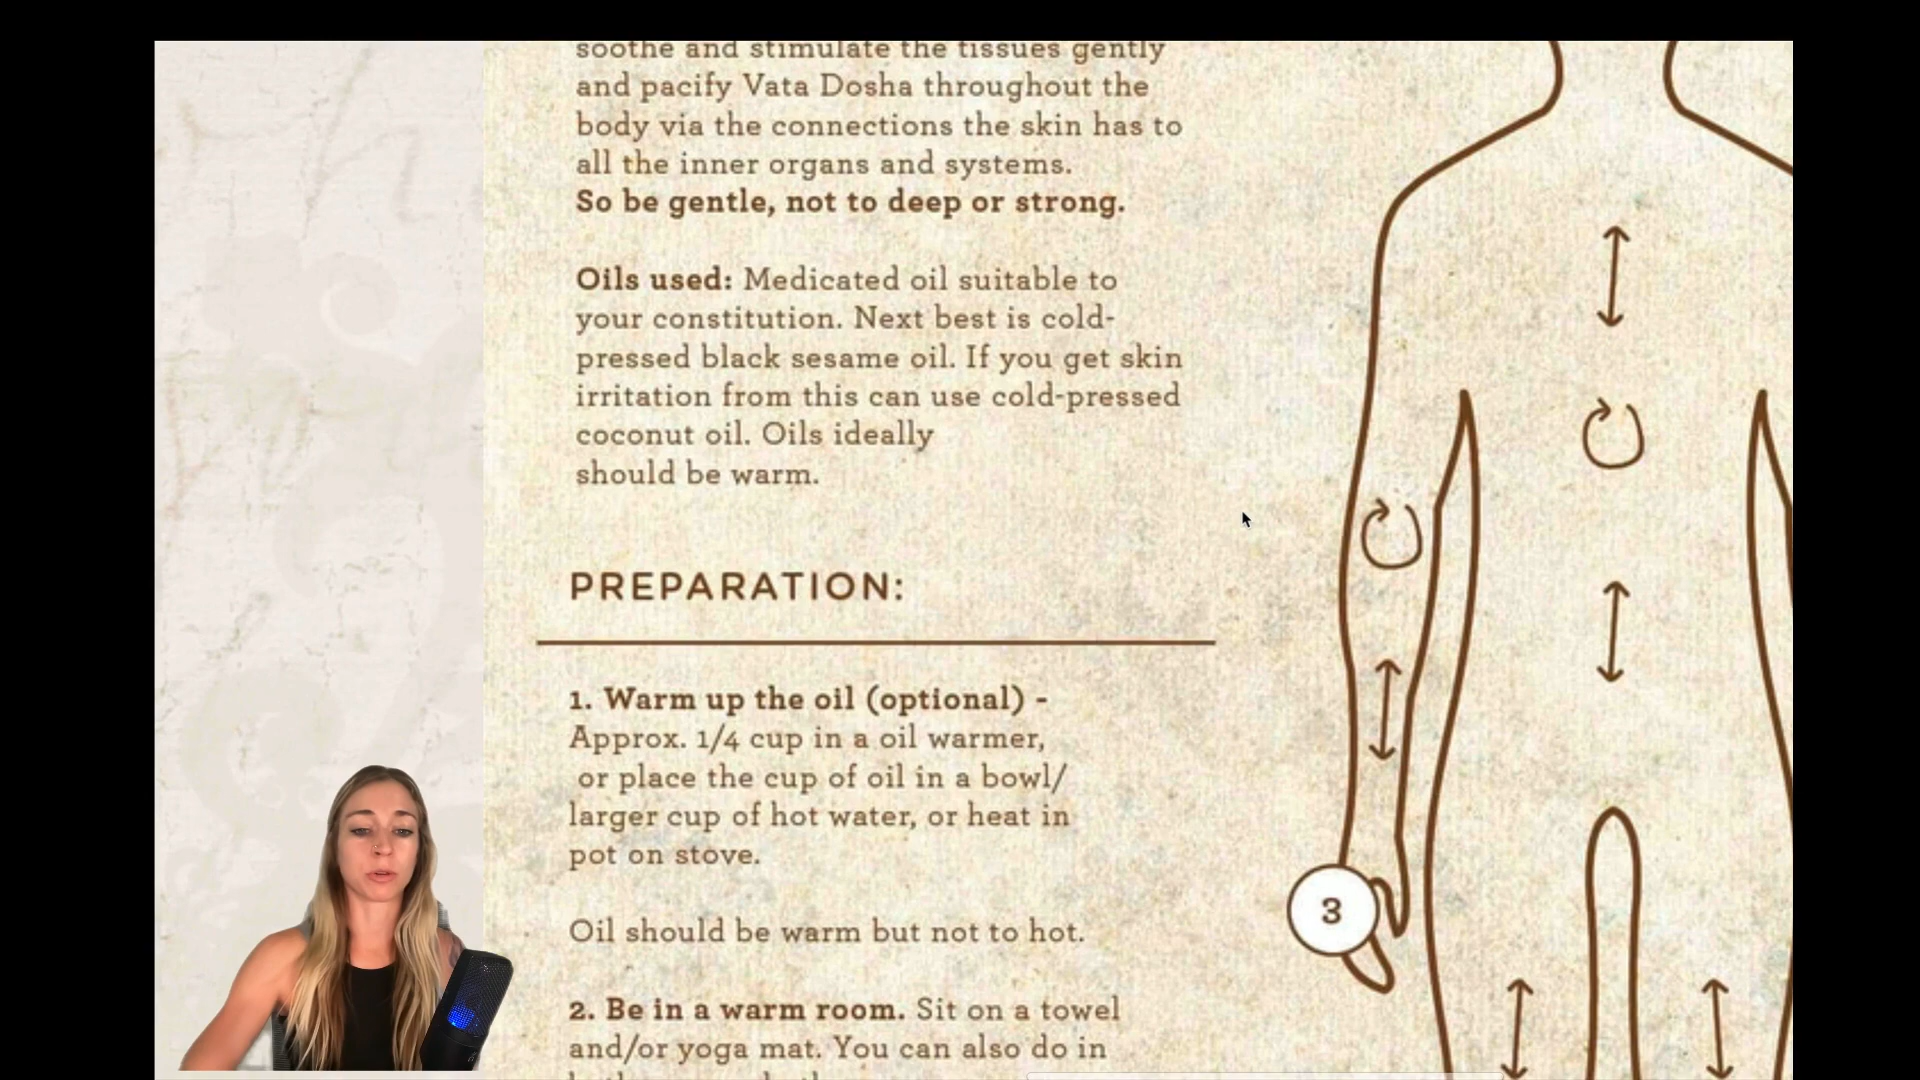 soothe and stimulate the tissues gently
and pacify Vata Dosha throughout the
body via the connections the skin has to
all the inner organs and systems.
So be gentle, not to deep or strong.
Oils used: Medicated oil suitable to
your constitution. Next best is cold-
pressed black sesame oil. If you get skin
irritation from this can use cold-pressed
coconut oil. Oils ideally
should be warm.
PREPARATION:
1. Warm up the oil (optional) -
Approx. 1/4 cup in a oil warmer,
or place the cup of oil in a bowl/
larger cup of hot water, or heat in
pot on stove.
Oil should be warm but not to hot.
2. Be in a warm room. Sit on a towel
and/or yoga mat. You can also do in
3